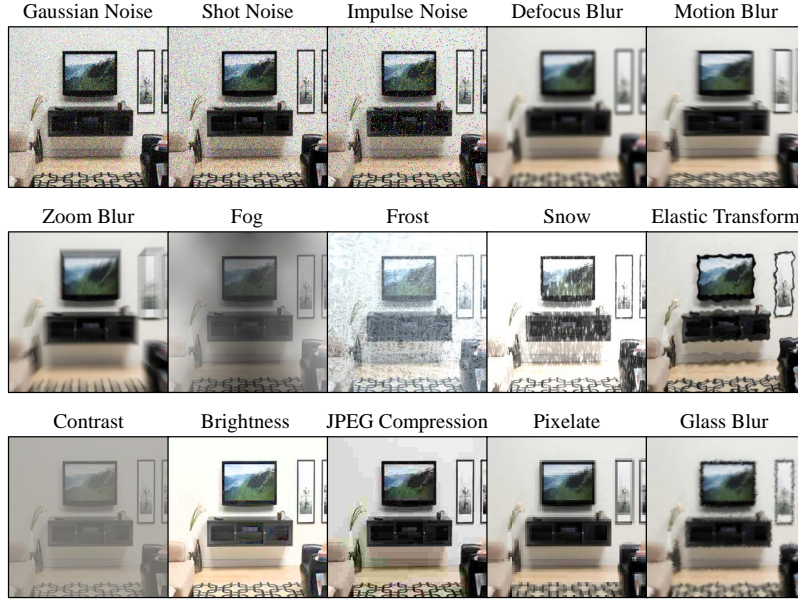 Gaussian Noise Shot Noise Impulse Noise Defocus Blur Motion Blur
Zoom Blur Fog Frost Snow Elastic Transform
Contrast Brightness JPEG Compression Pixelate Glass Blur